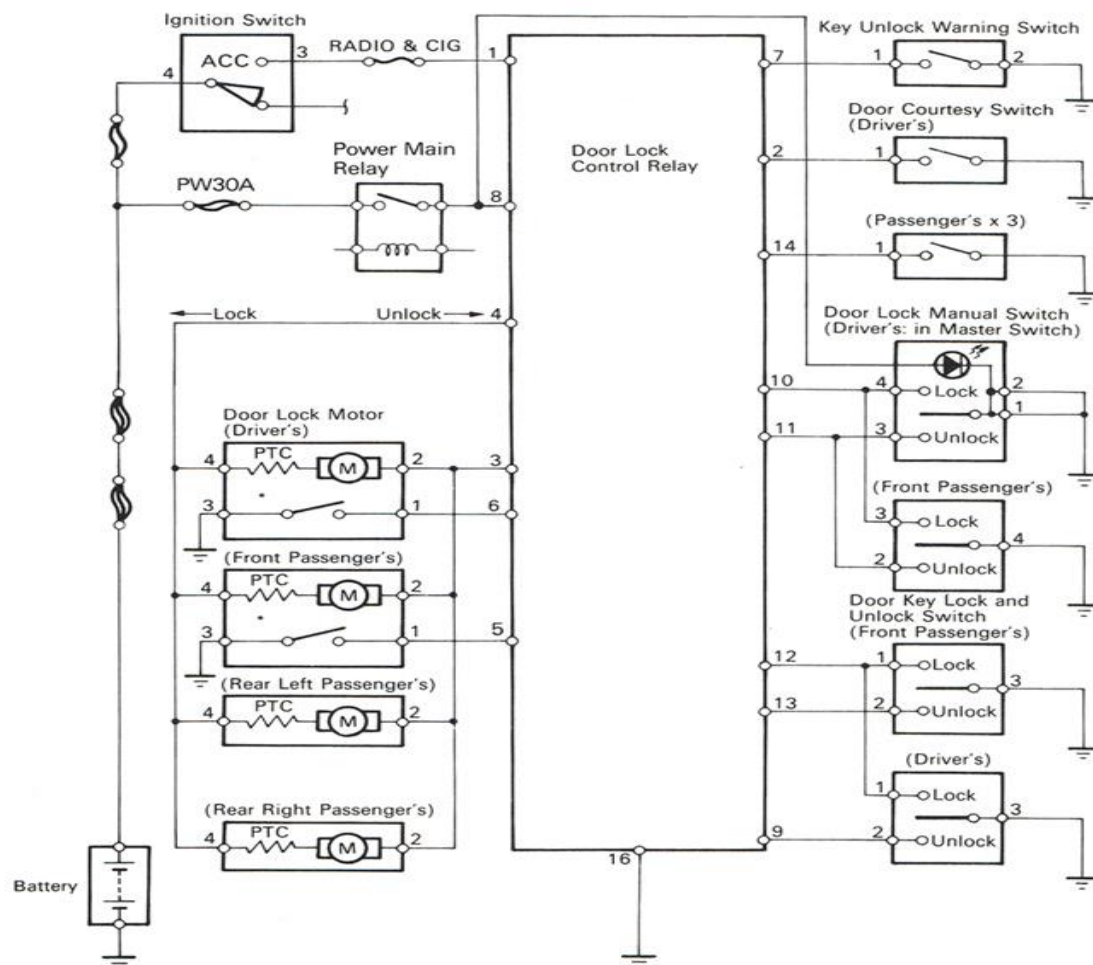 Ignition Switch
ACC
3
4
RADIO & CIG
1
Key Unlock Warning Switch
7
1
2
Door Courtesy Switch
(Driver's)
2
1
Power Main
Relay
Door Lock
Control Relay
PW30A
8
(Passenger's x 3)
14
1
Lock
Unlock
4
Door Lock Manual Switch
(Driver's: in Master Switch)
10
4
Lock
2
1
11
3
Unlock
Door Lock Motor
(Driver's)
PTC
4
M
2
3
3
1
6
(Front Passenger's)
3
Lock
4
2
Unlock
(Front Passenger's)
PTC
4
M
2
3
1
5
Door Key Lock and
Unlock Switch
(Front Passenger's)
12
1
Lock
3
13
2
Unlock
(Rear Left Passenger's)
PTC
4
M
2
(Driver's)
1
Lock
3
9
2
Unlock
(Rear Right Passenger's)
PTC
4
M
2
16
Battery